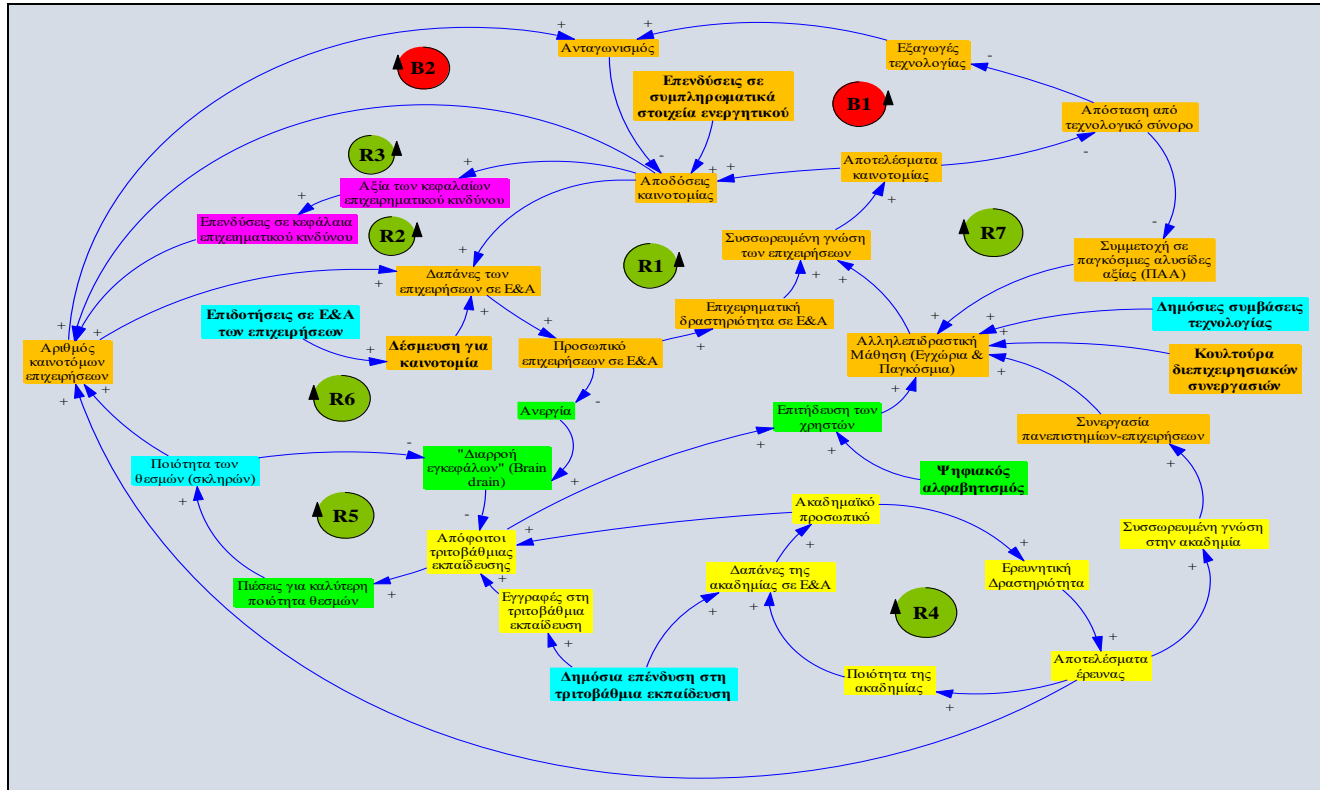 Ανταγωνισμός
Εξαγωγές
τεχνολογίας
B2
Επενδύσεις σε
συμπληρωματικά
στοιχεία ενεργητικού
B1
Απόσταση από
τεχνολογικό σύνορο
R3
Αποτελέσματα
καινοτομίας
Αξία των κεφαλαίων
επιχειρηματικού κινδύνου
Αποδόσεις
καινοτομίας
Επενδύσεις σε κεφάλαια
επιχειηματικού κινδύνου
R2
R1
Συσσωρευμένη γνώση
των επιχειρήσεων
R7
Συμμετοχή σε
παγκόσμιες αλυσίδες
αξίας (ΠΑΑ)
Δαπάνες των
επιχειρήσεων σε Ε&Α
Επιδοτήσεις σε Ε&Α
των επιχειρήσεων
Επιχειρηματική
δραστηριότητα σε Ε&Α
Δημόσιες συμβάσεις
τεχνολογίας
Αριθμός
καινοτόμων
επιχειρήσεων
Δέσμευση για
καινοτομία
Προσωπικό
επιχειρήσεων σε Ε&Α
Αλληλεπιδραστική
Μάθηση (Εγχώρια &
Παγκόσμια)
Κουλτούρα
διεπιχειρησιακών
συνεργασιών
R6
Ανεργία
Επιτήδευση των
χρηστών
Συνεργασία
πανεπιστημίων-επιχειρήσεων
Ποιότητα των
θεσμών (σκληρών)
"Διαρροή
εγκεφάλων" (Brain
drain)
Ψηφιακός
αλφαβητισμός
R5
Ακαδημαϊκό
προσωπικό
Απόφοιτοι
τριτοβάθμιας
εκπαίδευσης
Συσσωρευμένη γνώση
στην ακαδημία
Πιέσεις για καλύτερη
ποιότητα θεσμών
Δαπάνες της
ακαδημίας σε Ε&Α
Ερευνητική
Δραστηριότητα
Εγγραφές στη
τριτοβάθμια
εκπαίδευση
R4
Δημόσια επένδυση στη
τριτοβάθμια εκπαίδευση
Ποιότητα της
ακαδημίας
Αποτελέσματα
έρευνας